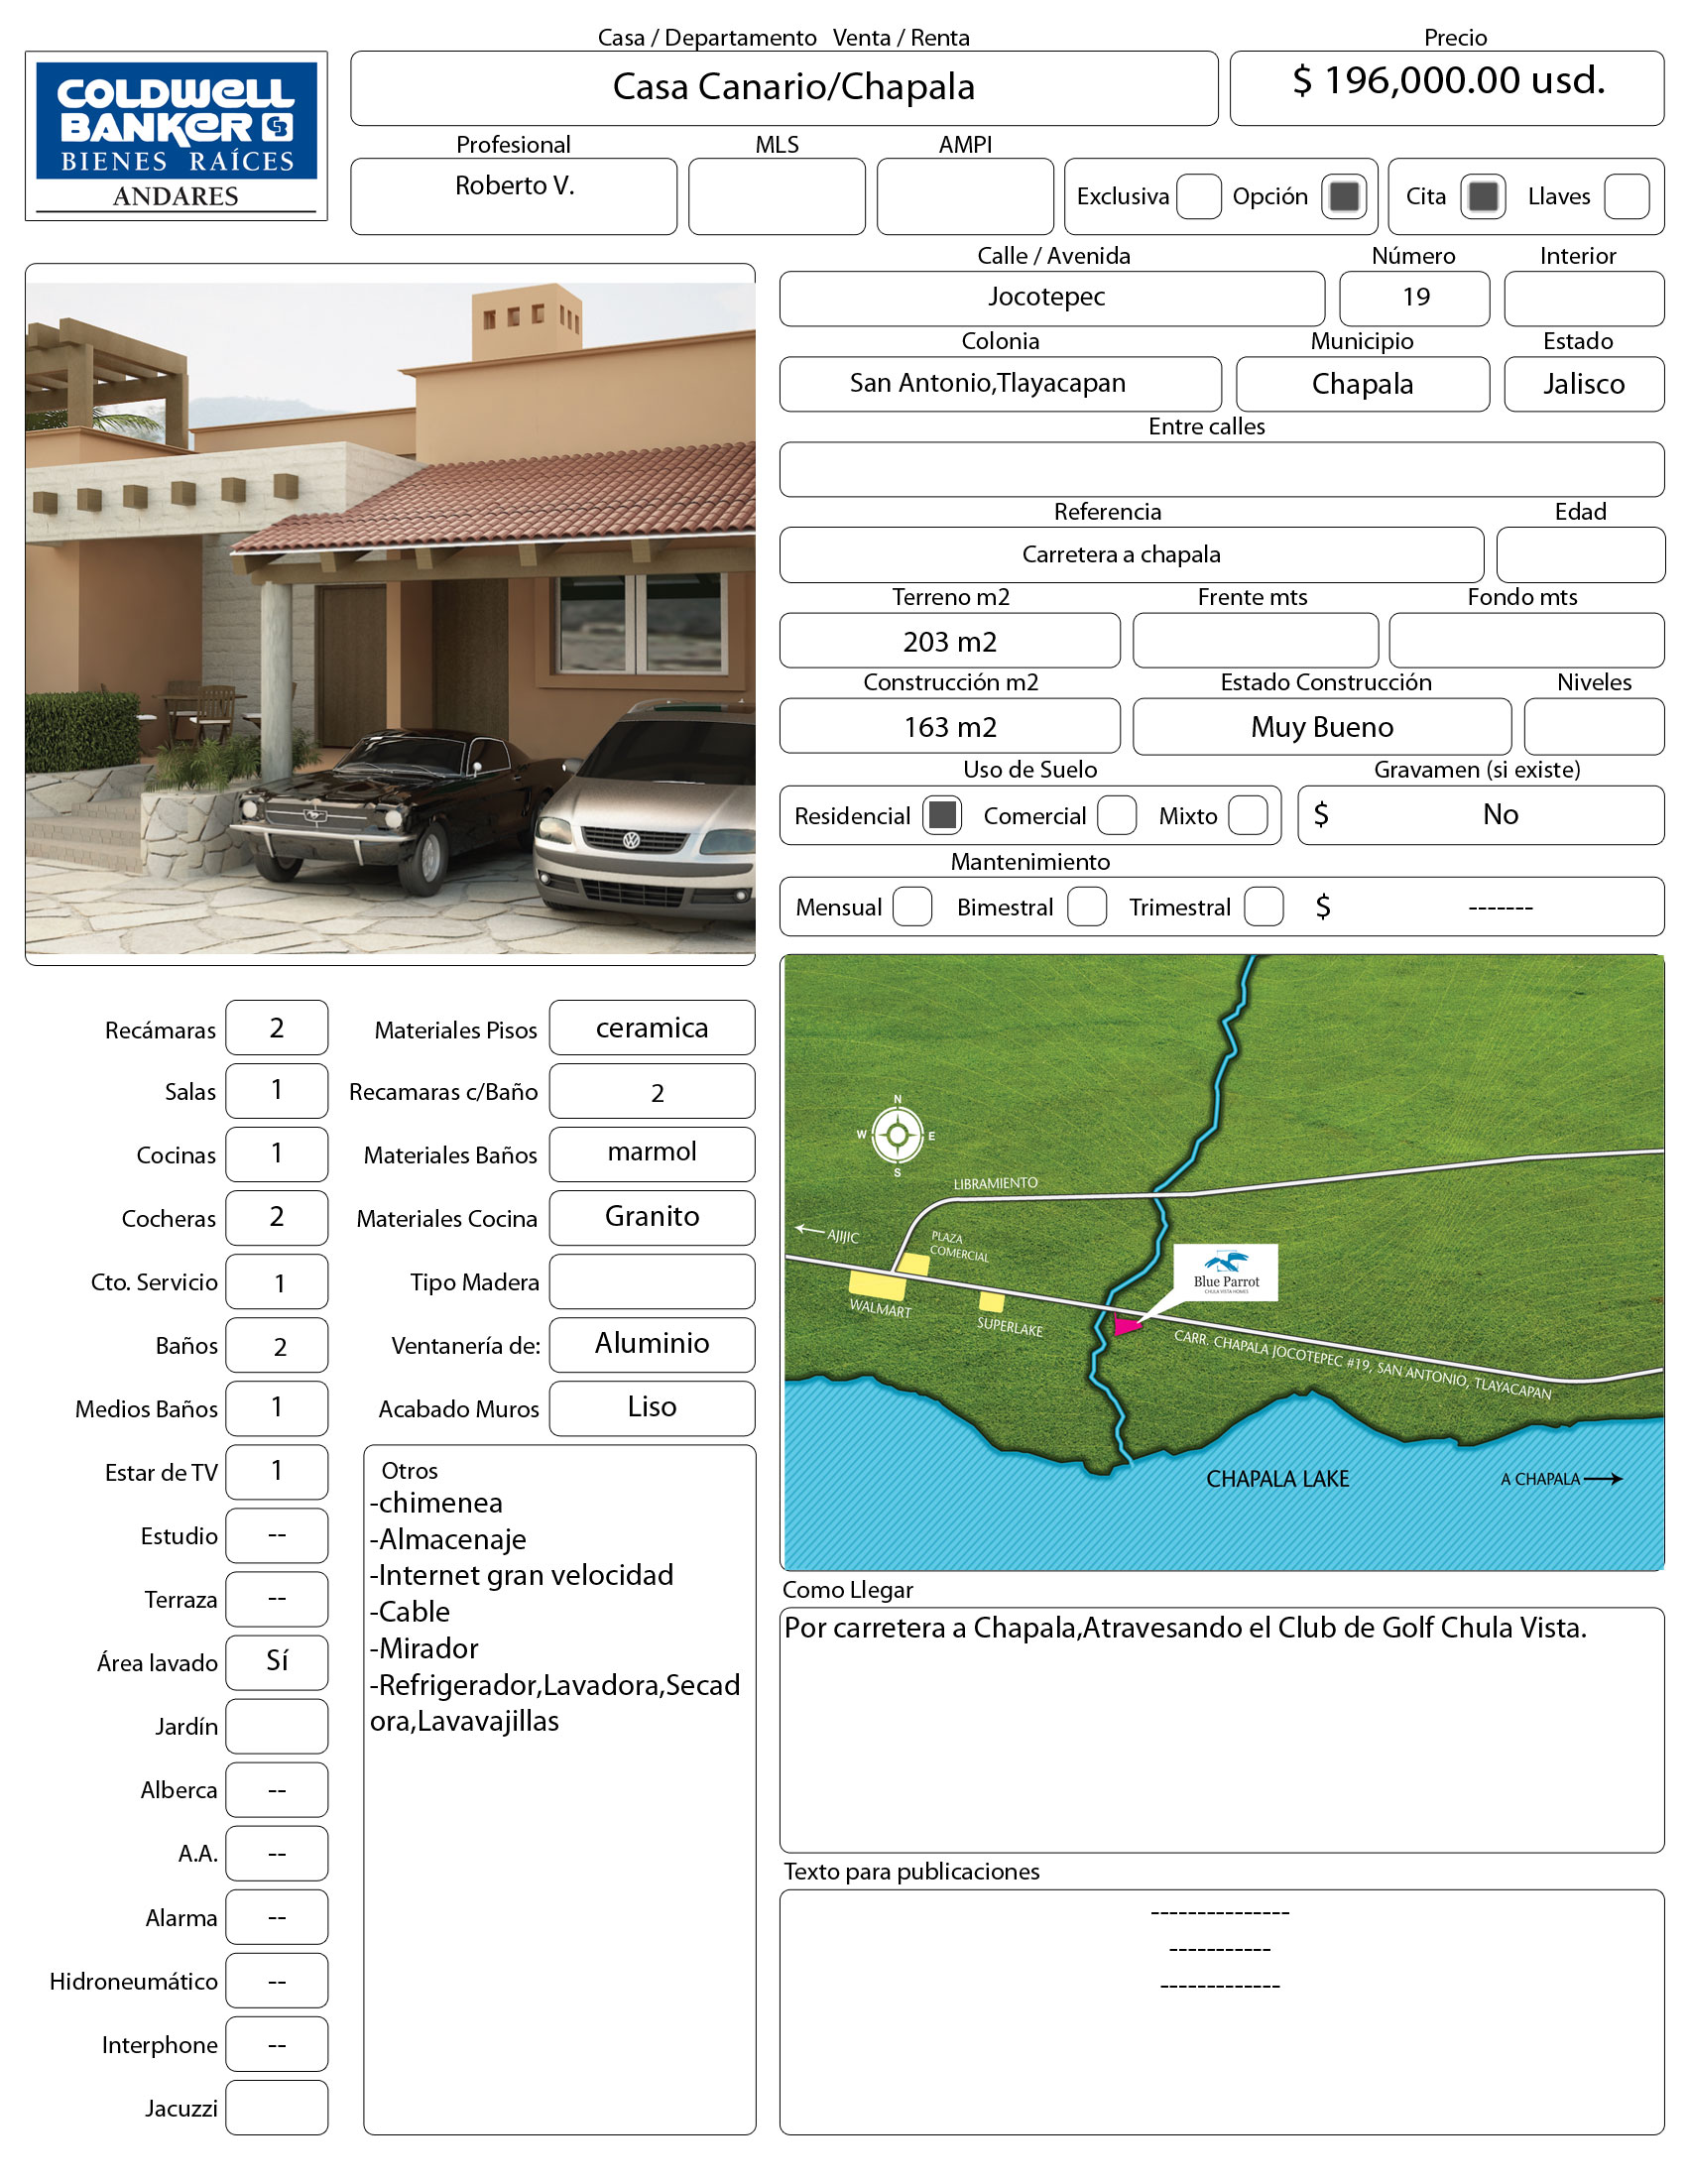 Casa / Departamento Venta / Renta
Precio
COLDWELL
BANKER CB
BIENES RAÍCES
ANDARES
Casa Canario/Chapala
$ 196,000.00 usd.
Profesional
MLS
AMPI
Roberto V.
Exclusiva
Opción
Cita
Llaves
Calle / Avenida
Número
Interior
Jocotepec
19
Colonia
Municipio
Estado
San Antonio,Tlayacapan
Chapala
Jalisco
Entre calles
Referencia
Edad
Carretera a chapala
Terreno m2
Frente mts
Fondo mts
203 m2
Construcción m2
Estado Construcción
Niveles
163 m2
Muy Bueno
Uso de Suelo
Gravamen (si existe)
Residencial
Comercial
Mixto
$ No
Mantenimiento
Mensual
Bimestral
Trimestral
$ -------
Recámaras 2
Salas 1
Cocinas 1
Cocheras 2
Cto. Servicio 1
Baños 2
Medios Baños 1
Estar de TV 1
Estudio --
Terraza --
Área lavado Sí
Jardín
Alberca --
A.A. --
Alarma --
Hidroneumático --
Interphone --
Jacuzzi
Materiales Pisos ceramica
Recamaras c/Baño 2
Materiales Baños marmol
Materiales Cocina Granito
Tipo Madera
Ventanería de: Aluminio
Acabado Muros Liso
Otros
-chimenea
-Almacenaje
-Internet gran velocidad
-Cable
-Mirador
-Refrigerador,Lavadora,Secad
ora,Lavavajillas
N
W E
S
LIBRAMIENTO
AJIJIC
PLAZA
COMERCIAL
WALMART
SUPERLAKE
Blue Parrot
CHULA VISTA HOMES
CARR. CHAPALA JOCOTEPEC #19, SAN ANTONIO, TLAYACAPAN
CHAPALA LAKE
A CHAPALA
Como Llegar
Por carretera a Chapala,Atravesando el Club de Golf Chula Vista.
Texto para publicaciones
---------------
-----------
-------------